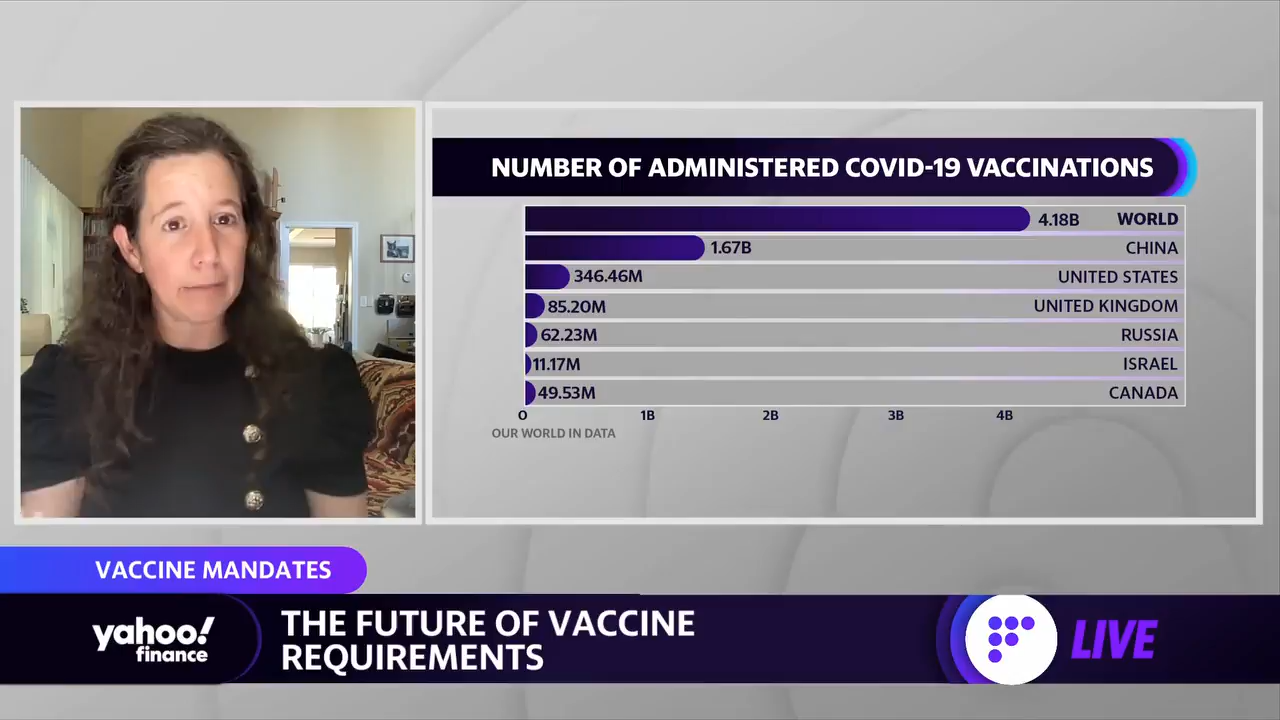 NUMBER OF ADMINISTERED COVID-19 VACCINATIONS
4.18B WORLD
1.67B CHINA
346.46M UNITED STATES
85.20M UNITED KINGDOM
62.23M RUSSIA
11.17M ISRAEL
49.53M CANADA
0 1B 2B 3B 4B
OUR WORLD IN DATA
VACCINE MANDATES
yahoo!
finance
THE FUTURE OF VACCINE
REQUIREMENTS
LIVE